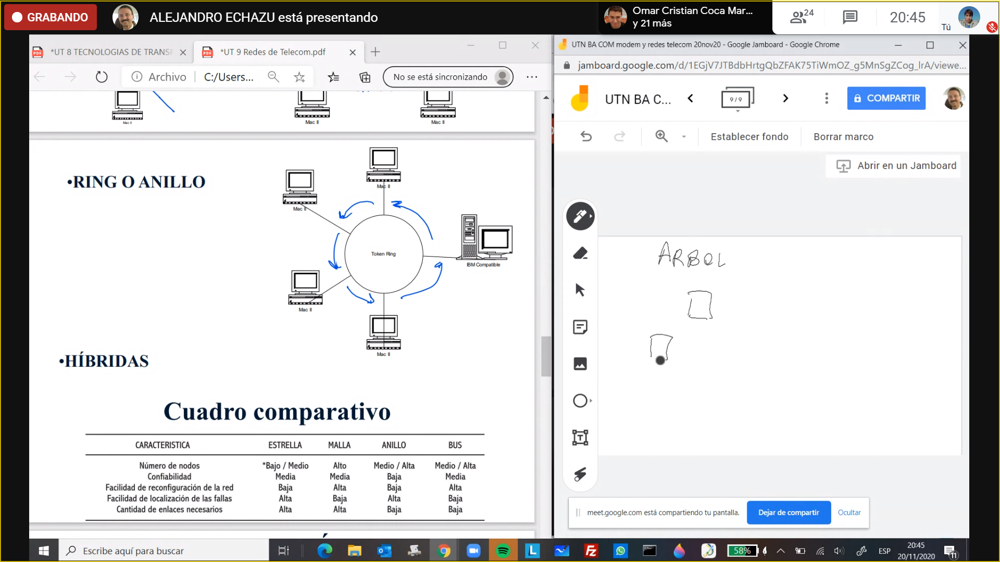 GRABANDO
ALEJANDRO ECHAZU está presentando
Omar Cristian Coca Mar...
y 21 más
24
20:45
Tú
*UT 8 TECNOLOGIAS DE TRANSF
*UT 9 Redes de Telecom.pdf
Archivo
C:/Users...
No se está sincronizando
Mac II
Mac II
Mac II
•RING O ANILLO
Mac II
Mac II
Token Ring
IBM Compatible
Mac II
Mac II
•HÍBRIDAS
Cuadro comparativo
CARACTERISTICA ESTRELLA MALLA ANILLO BUS
Número de nodos *Bajo / Medio Alto Medio / Alta Medio / Alta
Confiabilidad Media Media Baja Media
Facilidad de reconfiguración de la red Baja Alta Baja Alta
Facilidad de localización de las fallas Alta Baja Alta Baja
Cantidad de enlaces necesarios Alta Alta Baja Baja
UTN BA COM modem y redes telecom 20nov20 - Google Jamboard - Google Chrome
jamboard.google.com/d/1EGjV7JTBdbHrtgQbZFAK75TiWmOZ_g5MnSgZCog_lrA/viewe...
UTN BA C...
9/9
COMPARTIR
Establecer fondo
Borrar marco
Abrir en un Jamboard
ARBOL
meet.google.com está compartiendo tu pantalla.
Dejar de compartir
Ocultar
Escribe aquí para buscar
58%
ESP
20:45
20/11/2020
11